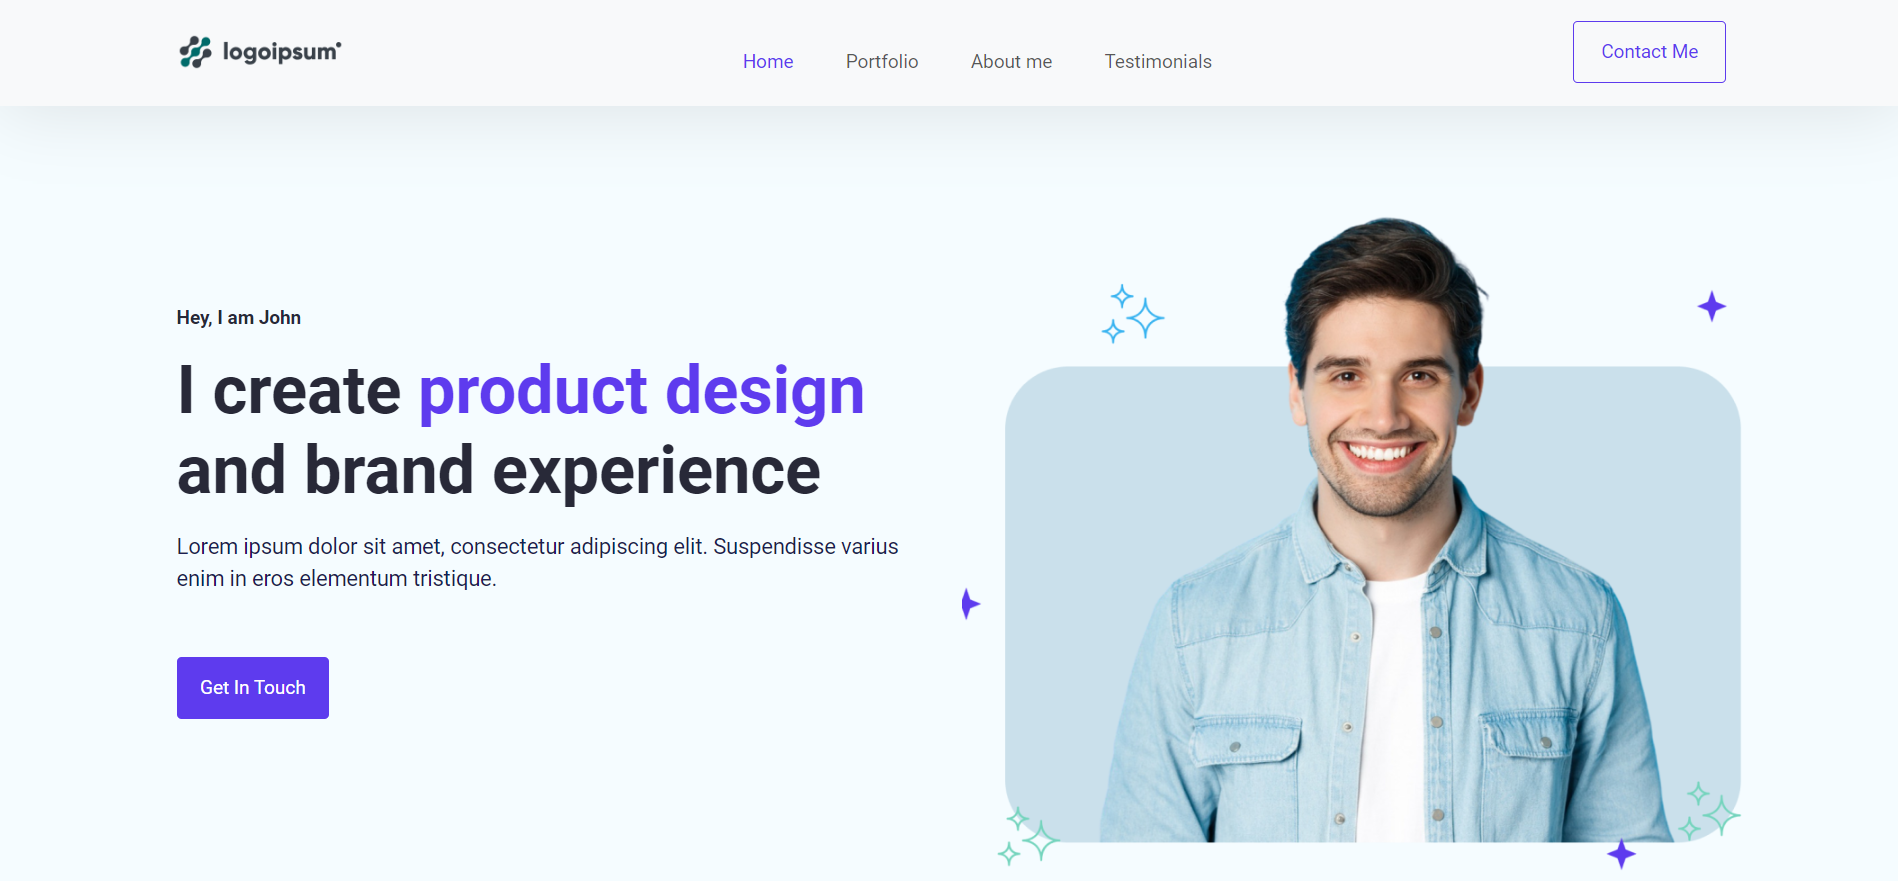 logoipsum
Home
Portfolio
About me
Testimonials
Contact Me
Hey, I am John
I create product design
and brand experience
Lorem ipsum dolor sit amet, consectetur adipiscing elit. Suspendisse varius
enim in eros elementum tristique.
Get In Touch